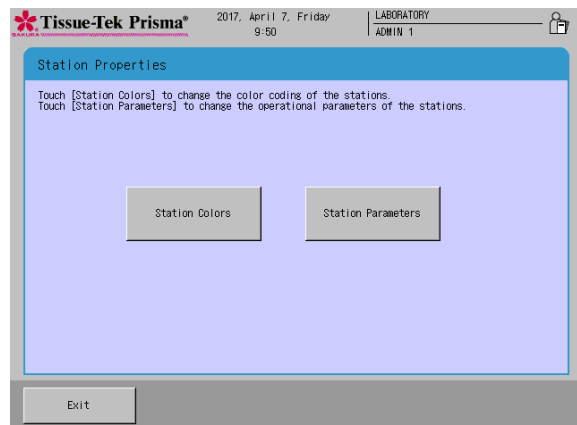 Tissue-Tek Prisma®
SAKURA
2017, April 7, Friday
9:50
LABORATORY
ADMIN 1
Station Properties
Touch [Station Colors] to change the color coding of the stations.
Touch [Station Parameters] to change the operational parameters of the stations.
Station Colors
Station Parameters
Exit